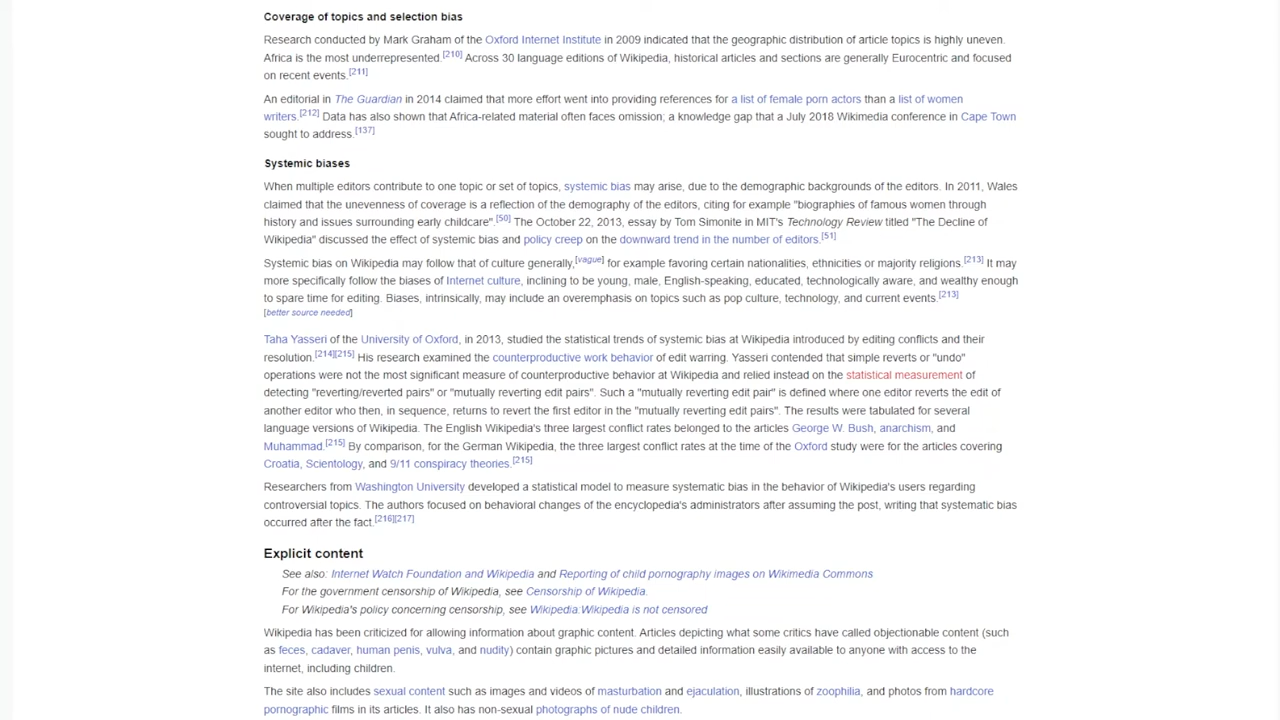 Coverage of topics and selection bias
Research conducted by Mark Graham of the Oxford Internet Institute in 2009 indicated that the geographic distribution of article topics is highly uneven.
Africa is the most underrepresented.[210] Across 30 language editions of Wikipedia, historical articles and sections are generally Eurocentric and focused
on recent events.[211]
An editorial in The Guardian in 2014 claimed that more effort went into providing references for a list of female porn actors than a list of women
writers.[212] Data has also shown that Africa-related material often faces omission; a knowledge gap that a July 2018 Wikimedia conference in Cape Town
sought to address.[137]
Systemic biases
When multiple editors contribute to one topic or set of topics, systemic bias may arise, due to the demographic backgrounds of the editors. In 2011, Wales
claimed that the unevenness of coverage is a reflection of the demography of the editors, citing for example "biographies of famous women through
history and issues surrounding early childcare".[50] The October 22, 2013, essay by Tom Simonite in MIT's Technology Review titled "The Decline of
Wikipedia" discussed the effect of systemic bias and policy creep on the downward trend in the number of editors.[51]
Systemic bias on Wikipedia may follow that of culture generally,[vague] for example favoring certain nationalities, ethnicities or majority religions.[213] It may
more specifically follow the biases of Internet culture, inclining to be young, male, English-speaking, educated, technologically aware, and wealthy enough
to spare time for editing. Biases, intrinsically, may include an overemphasis on topics such as pop culture, technology, and current events.[213]
[better source needed]
Taha Yasseri of the University of Oxford, in 2013, studied the statistical trends of systemic bias at Wikipedia introduced by editing conflicts and their
resolution.[214][215] His research examined the counterproductive work behavior of edit warring. Yasseri contended that simple reverts or "undo"
operations were not the most significant measure of counterproductive behavior at Wikipedia and relied instead on the statistical measurement of
detecting "reverting/reverted pairs" or "mutually reverting edit pairs". Such a "mutually reverting edit pair" is defined where one editor reverts the edit of
another editor who then, in sequence, returns to revert the first editor in the "mutually reverting edit pairs". The results were tabulated for several
language versions of Wikipedia. The English Wikipedia's three largest conflict rates belonged to the articles George W. Bush, anarchism, and
Muhammad.[215] By comparison, for the German Wikipedia, the three largest conflict rates at the time of the Oxford study were for the articles covering
Croatia, Scientology, and 9/11 conspiracy theories.[215]
Researchers from Washington University developed a statistical model to measure systematic bias in the behavior of Wikipedia's users regarding
controversial topics. The authors focused on behavioral changes of the encyclopedia's administrators after assuming the post, writing that systematic bias
occurred after the fact.[216][217]
Explicit content
See also: Internet Watch Foundation and Wikipedia and Reporting of child pornography images on Wikimedia Commons
For the government censorship of Wikipedia, see Censorship of Wikipedia.
For Wikipedia's policy concerning censorship, see Wikipedia:Wikipedia is not censored
Wikipedia has been criticized for allowing information about graphic content. Articles depicting what some critics have called objectionable content (such
as feces, cadaver, human penis, vulva, and nudity) contain graphic pictures and detailed information easily available to anyone with access to the
internet, including children.
The site also includes sexual content such as images and videos of masturbation and ejaculation, illustrations of zoophilia, and photos from hardcore
pornographic films in its articles. It also has non-sexual photographs of nude children.